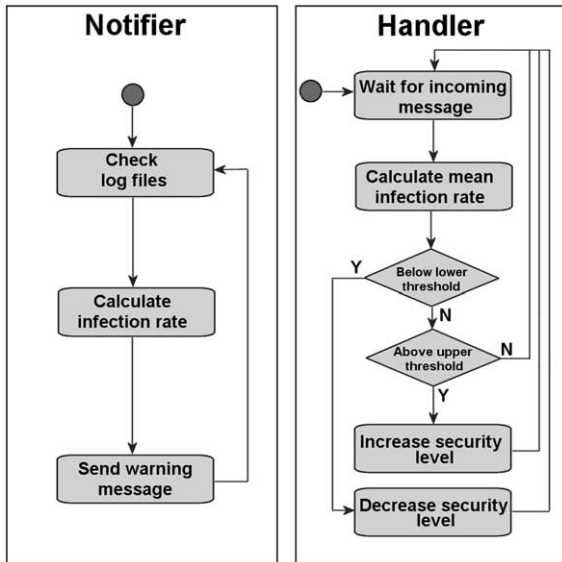 Notifier
Check
log files
Calculate
infection rate
Send warning
message
Handler
Wait for incoming
message
Calculate mean
infection rate
Y
Below lower
threshold
N
Above upper
threshold
N
Y
Increase security
level
Decrease security
level